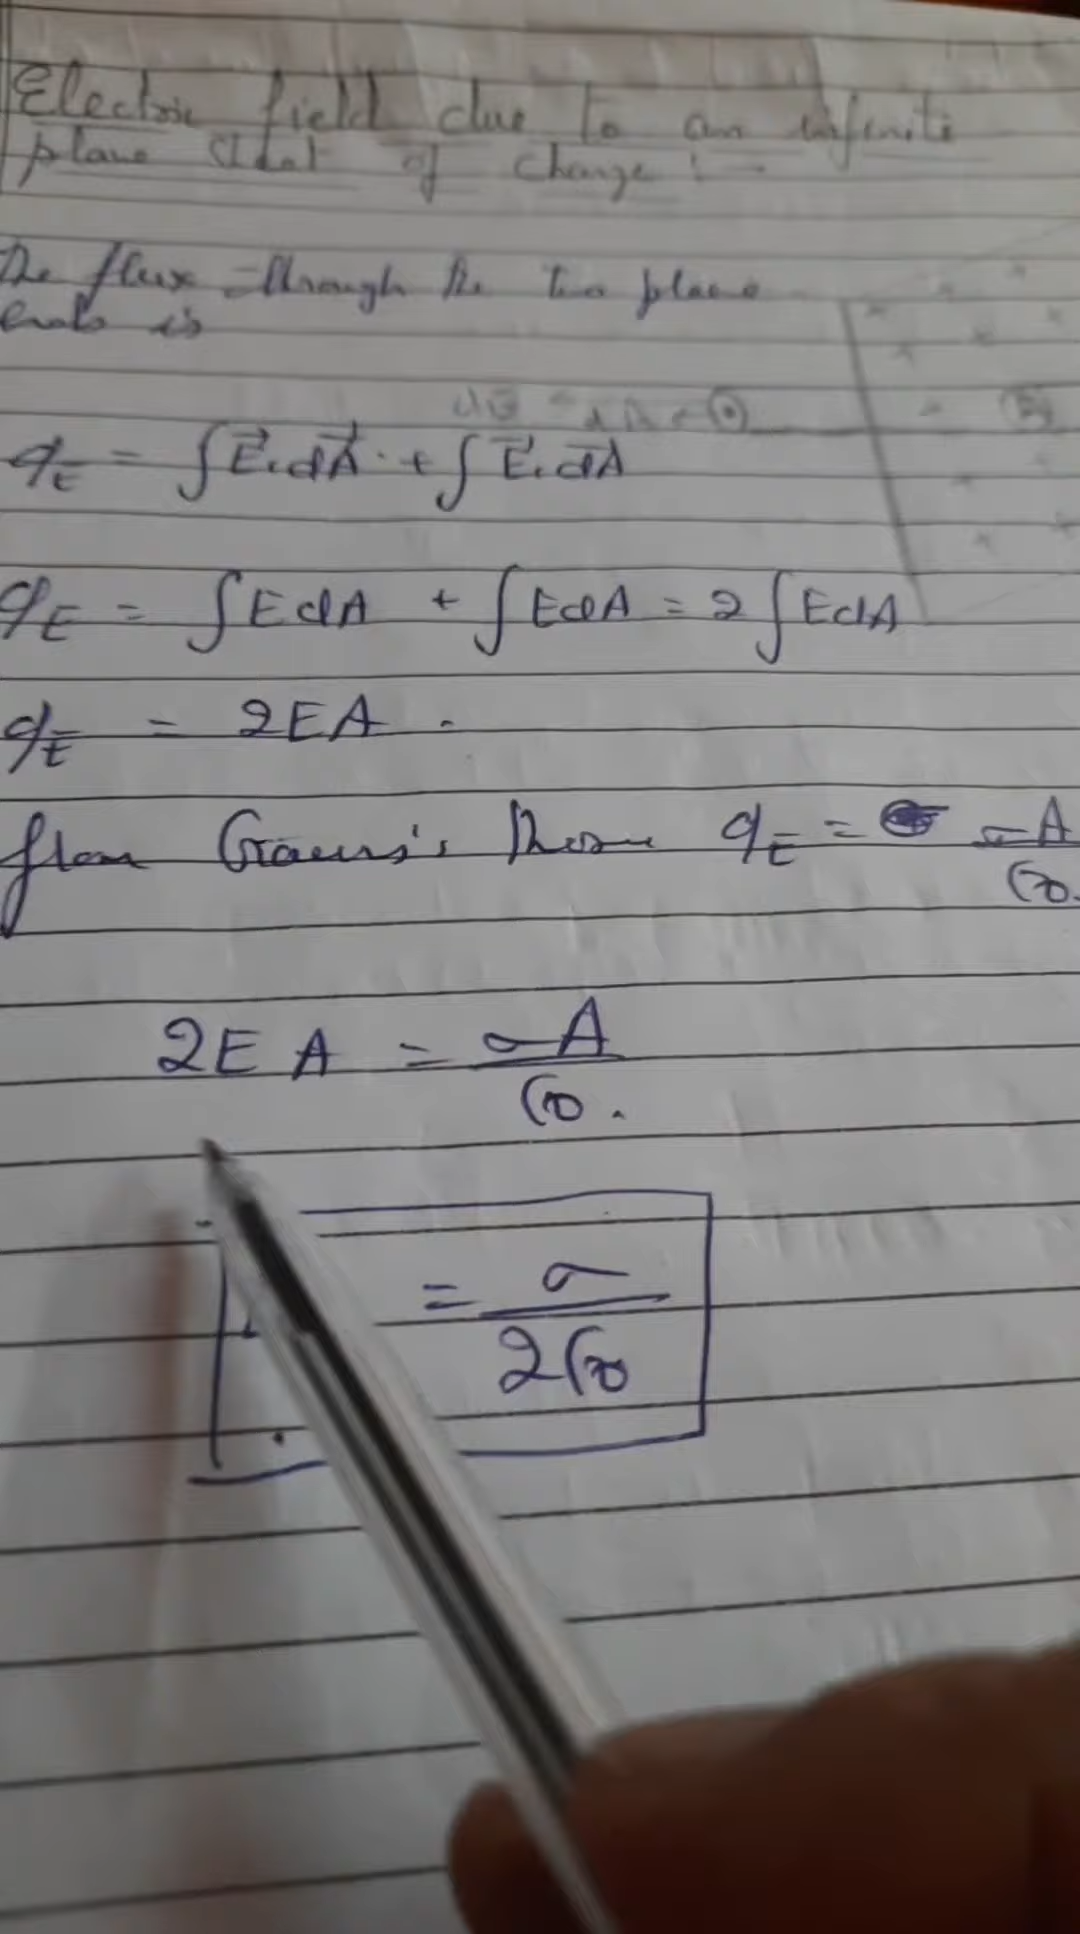 Electric field due to an infinite
plane sheet of charge :-
The flux through the two plane
ends is
φE = ∫E⃗.dA⃗ + ∫E⃗.dA⃗
φE = ∫EdA + ∫EdA = 2∫EdA
φE = 2EA
from Gauss's theorem φE = σA/ε0.
2EA = σA/ε0.
= σ/2ε0